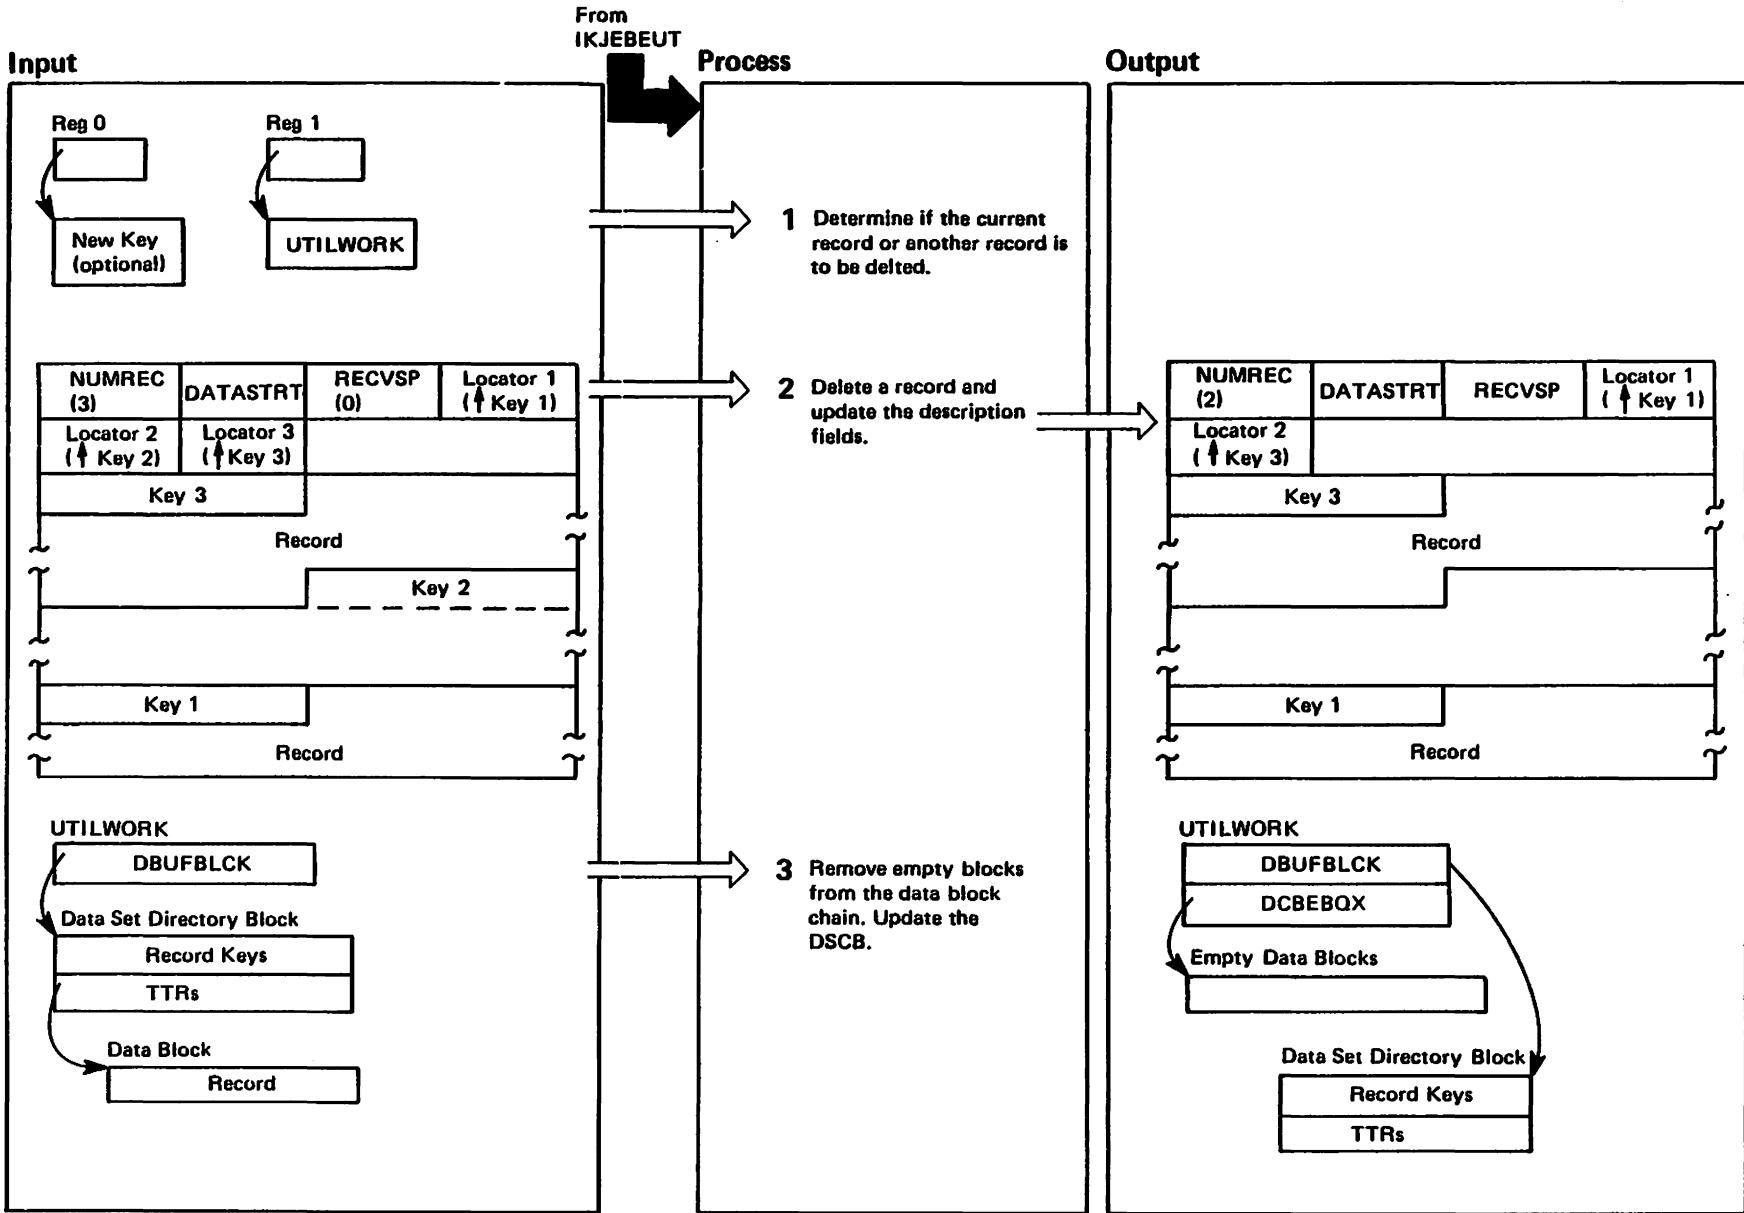 From
IKJEBEUT
Input
Process
Output
Reg 0
Reg 1
New Key
(optional)
UTILWORK
1 Determine if the current
record or another record is
to be delted.
NUMREC
(3)
DATASTRT
RECVSP
(0)
Locator 1
(↑ Key 1)
Locator 2
(↑ Key 2)
Locator 3
(↑ Key 3)
Key 3
Record
Key 2
Key 1
Record
2 Delete a record and
update the description
fields.
NUMREC
(2)
DATASTRT
RECVSP
Locator 1
(↑ Key 1)
Locator 2
(↑ Key 3)
Key 3
Record
Key 1
Record
UTILWORK
DBUFBLCK
Data Set Directory Block
Record Keys
TTRs
Data Block
Record
3 Remove empty blocks
from the data block
chain. Update the
DSCB.
UTILWORK
DBUFBLCK
DCBEBQX
Empty Data Blocks
Data Set Directory Block
Record Keys
TTRs